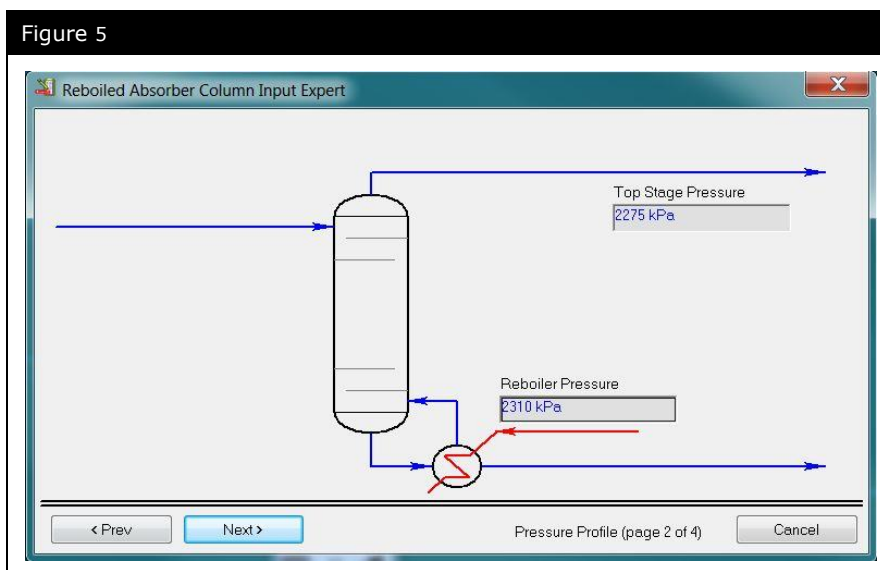 Figure 5
Reboiled Absorber Column Input Expert
X
Top Stage Pressure
2275 kPa
Reboiler Pressure
2310 kPa
< Prev
Next >
Pressure Profile (page 2 of 4)
Cancel